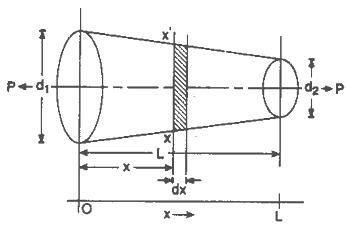 x'
P d₁ d₂ P
x
L
x
dx
O x→ L